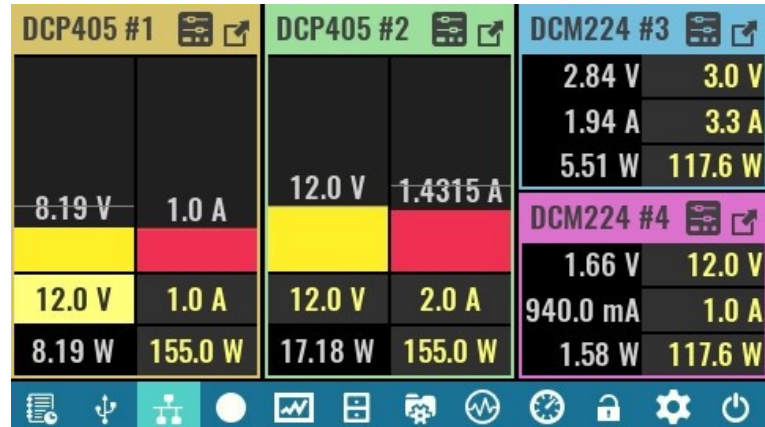 DCP405 #1
8.19 V 1.0 A
12.0 V 1.0 A
8.19 W 155.0 W
DCP405 #2
12.0 V 1.4315 A
12.0 V 2.0 A
17.18 W 155.0 W
DCM224 #3
2.84 V 3.0 V
1.94 A 3.3 A
5.51 W 117.6 W
DCM224 #4
1.66 V 12.0 V
940.0 mA 1.0 A
1.58 W 117.6 W